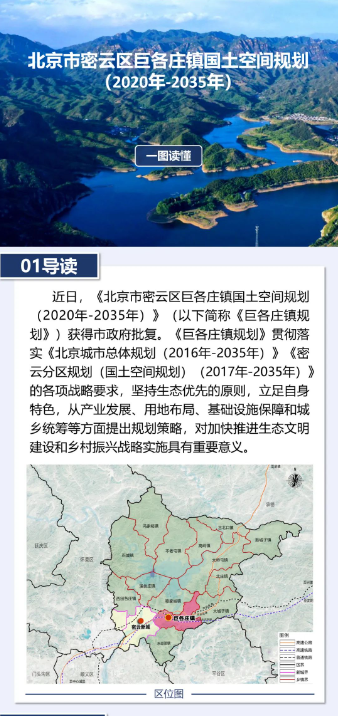 北京市密云区巨各庄镇国土空间规划
（2020年-2035年）
一图读懂
01导读
近日，《北京市密云区巨各庄镇国土空间规划
（2020年-2035年）》（以下简称《巨各庄镇规
划》）获得市政府批复。《巨各庄镇规划》贯彻落
实《北京城市总体规划（2016年-2035年）》《密
云分区规划（国土空间规划）（2017年-2035年）》
的各项战略要求，坚持生态优先的原则，立足自身
特色，从产业发展、用地布局、基础设施保障和城
乡统筹等方面提出规划策略，对加快推进生态文明
建设和乡村振兴战略实施具有重要意义。
怀柔区
密云新城
巨各庄镇
平谷区
顺义区
图例
区位图